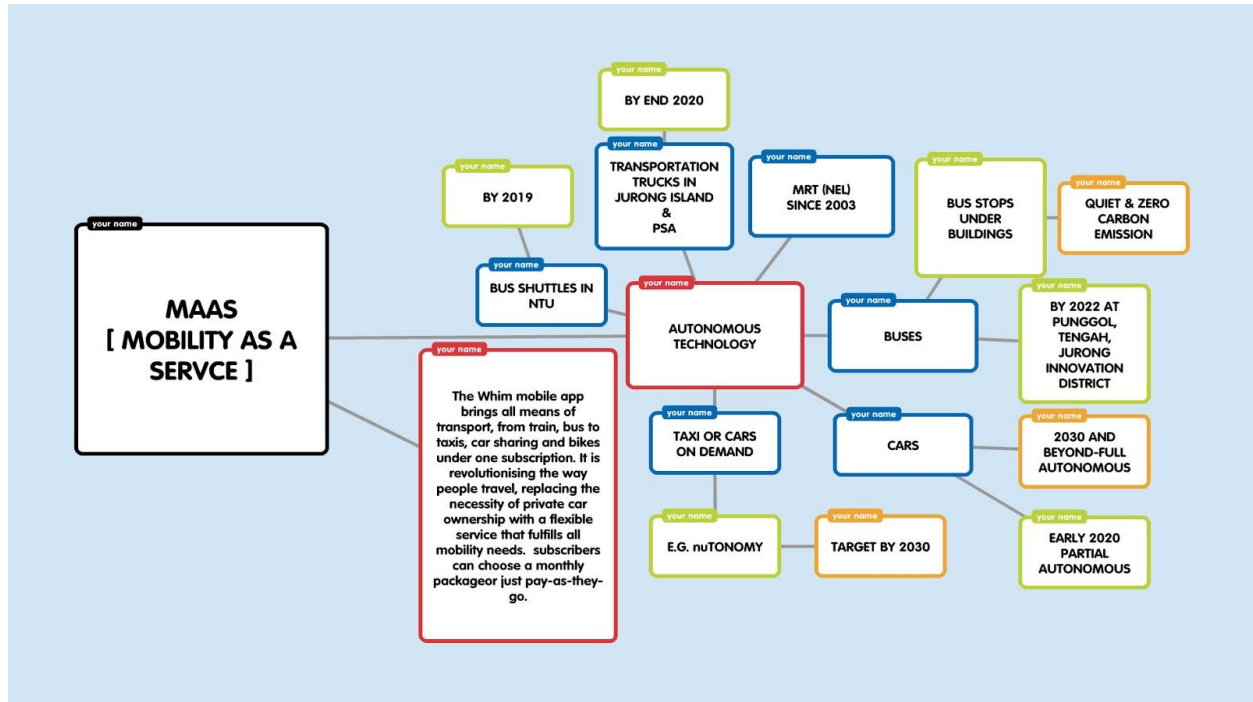 your name
MAAS
[ MOBILITY AS A
SERVCE ]
your name
The Whim mobile app
brings all means of
transport, from train, bus to
taxis, car sharing and bikes
under one subscription. It is
revolutionising the way
people travel, replacing the
necessity of private car
ownership with a flexible
service that fulfills all
mobility needs. subscribers
can choose a monthly
packageor just pay-as-they-
go.
your name
AUTONOMOUS
TECHNOLOGY
your name
BUS SHUTTLES IN
NTU
your name
BY 2019
your name
TRANSPORTATION
TRUCKS IN
JURONG ISLAND
&
PSA
your name
BY END 2020
your name
MRT (NEL)
SINCE 2003
your name
BUSES
your name
BUS STOPS
UNDER
BUILDINGS
your name
QUIET & ZERO
CARBON
EMISSION
your name
BY 2022 AT
PUNGGOL,
TENGAH,
JURONG
INNOVATION
DISTRICT
your name
CARS
your name
2030 AND
BEYOND-FULL
AUTONOMOUS
your name
EARLY 2020
PARTIAL
AUTONOMOUS
your name
TAXI OR CARS
ON DEMAND
your name
E.G. nuTONOMY
your name
TARGET BY 2030